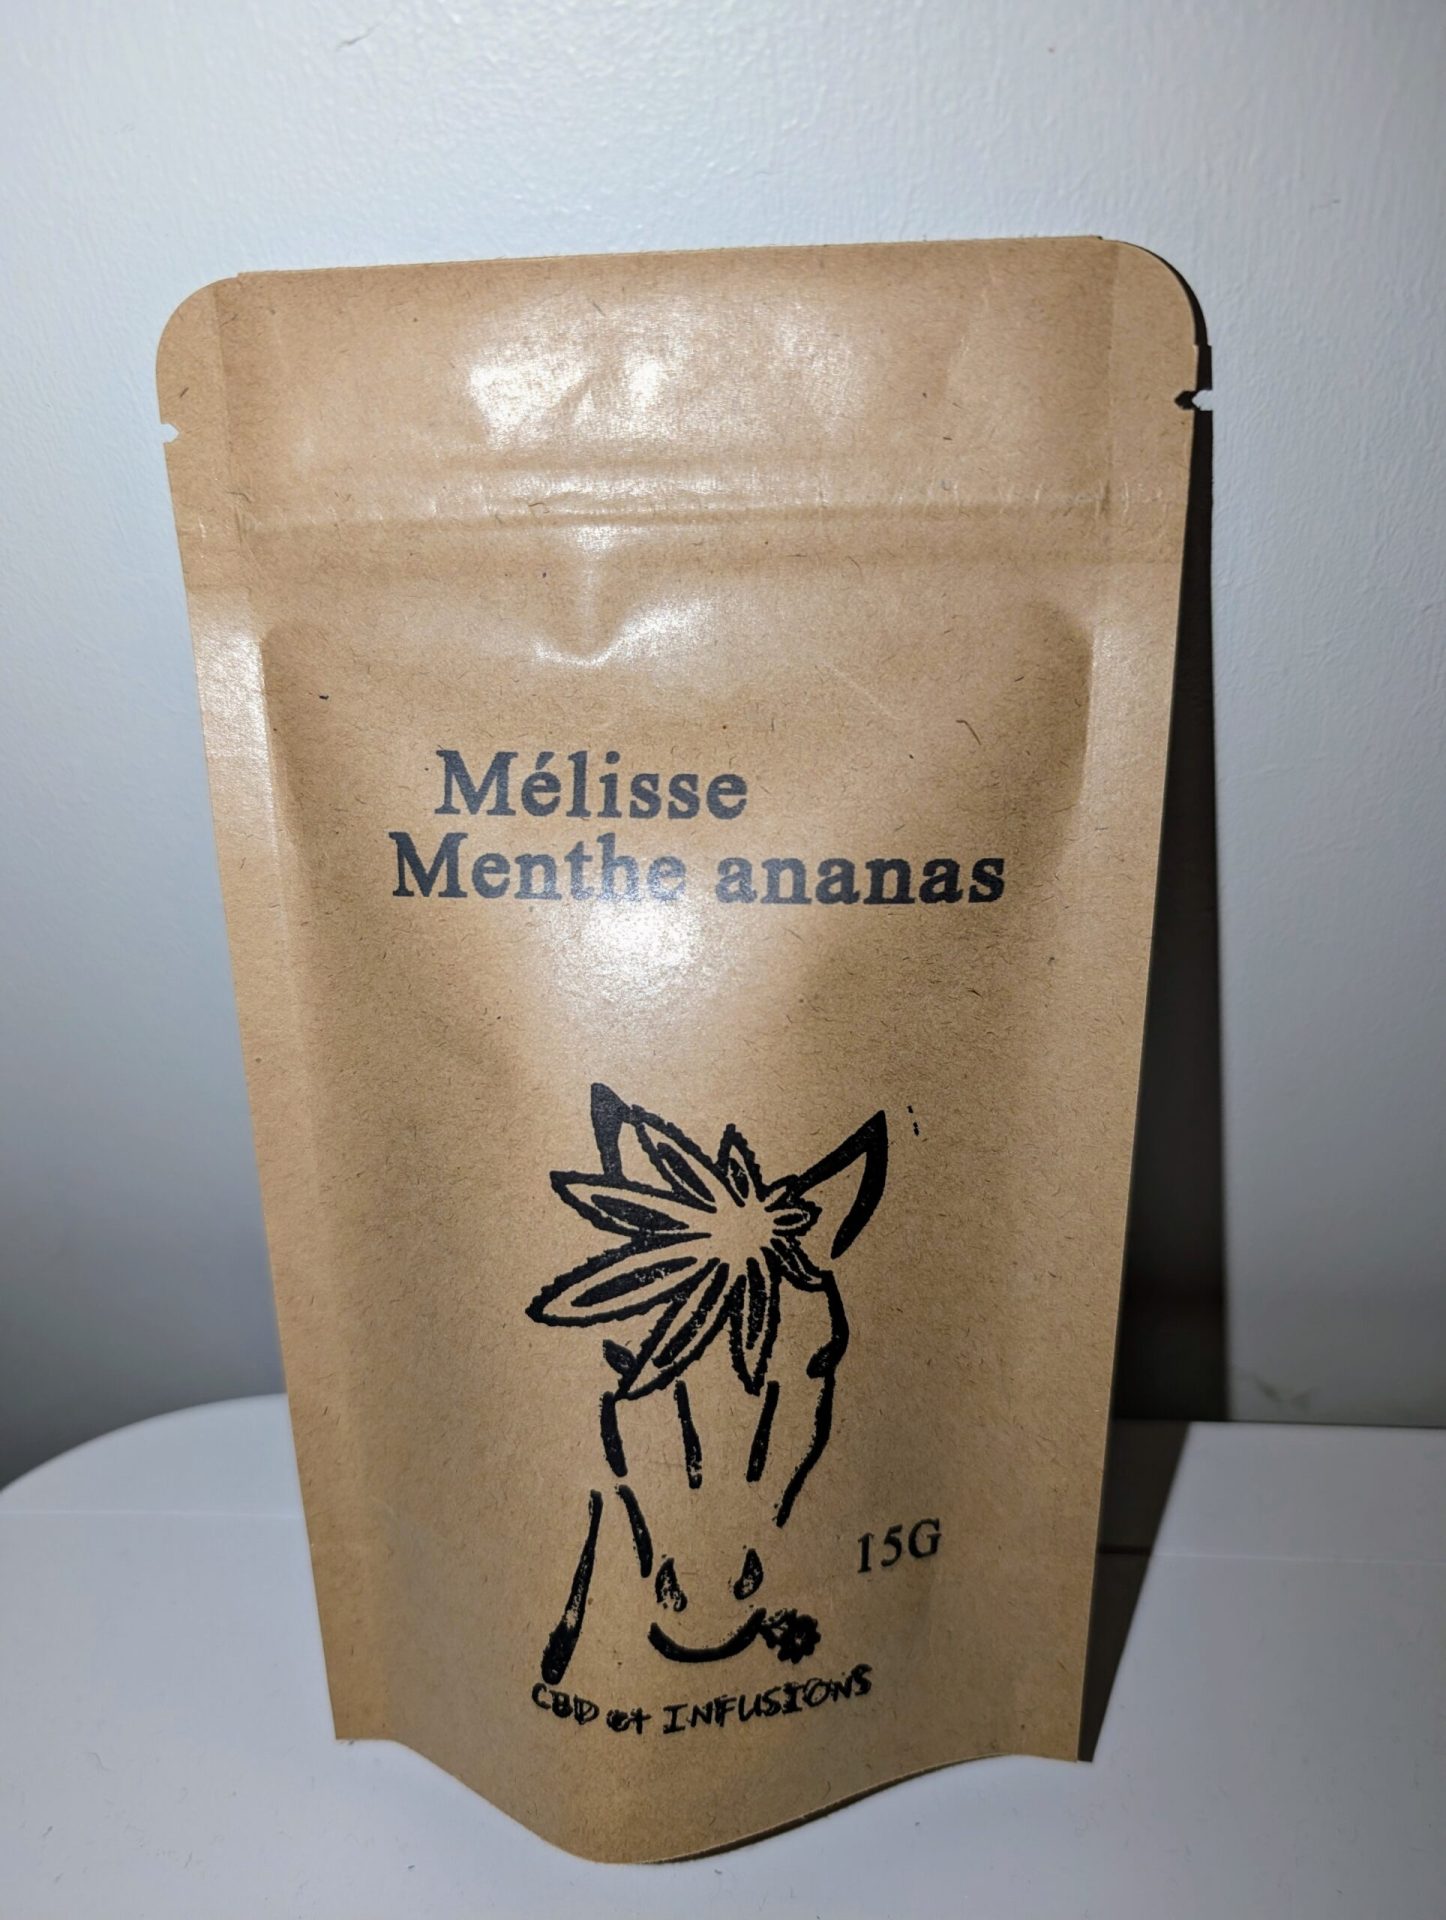 Mélisse
Menthe ananas
15G
CBD et INFUSIONS